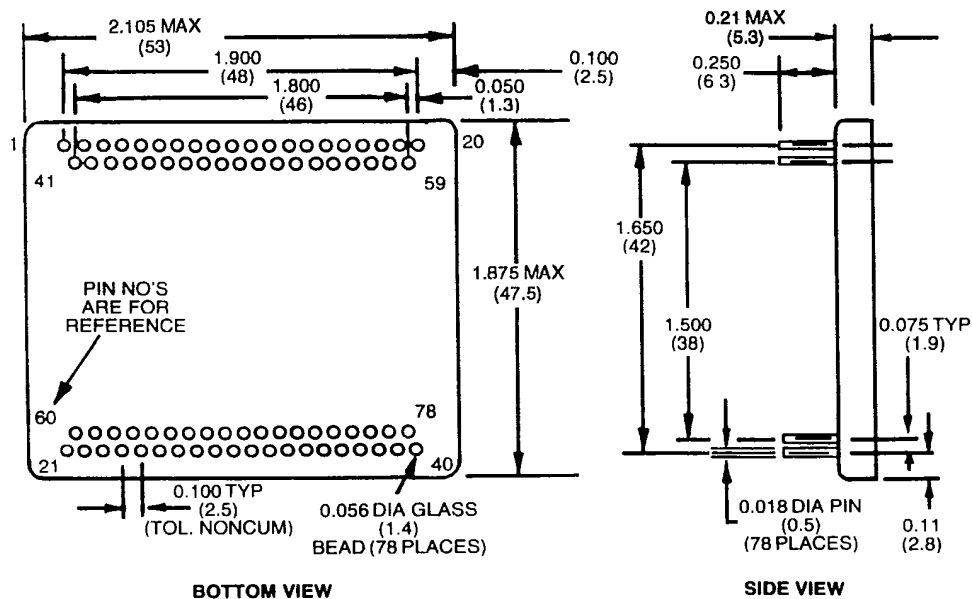 2.105 MAX
(53)
1.900
(48)
1.800
(46)
0.100
(2.5)
0.050
(1.3)
1
20
41
59
PIN NO'S
ARE FOR
REFERENCE
1.875 MAX
(47.5)
60
78
21
40
0.100 TYP
(2.5)
(TOL. NONCUM)
0.056 DIA GLASS
(1.4)
BEAD (78 PLACES)
BOTTOM VIEW
0.21 MAX
(5.3)
0.250
(6 3)
1.650
(42)
1.500
(38)
0.075 TYP
(1.9)
0.018 DIA PIN
(0.5)
(78 PLACES)
0.11
(2.8)
SIDE VIEW